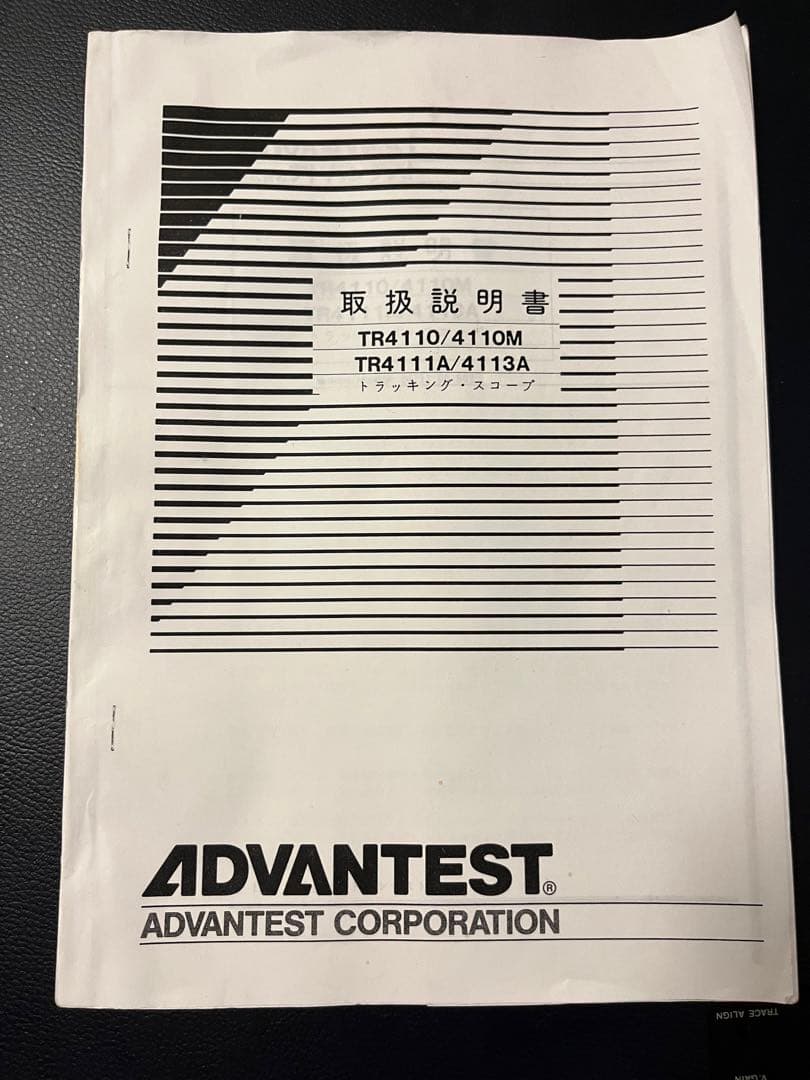 取扱説明書
TR4110/4110M
TR4111A/4113A
トラッキング・スコープ
ADVANTEST®
ADVANTEST CORPORATION
TRACE ALIGN
V.GAIN